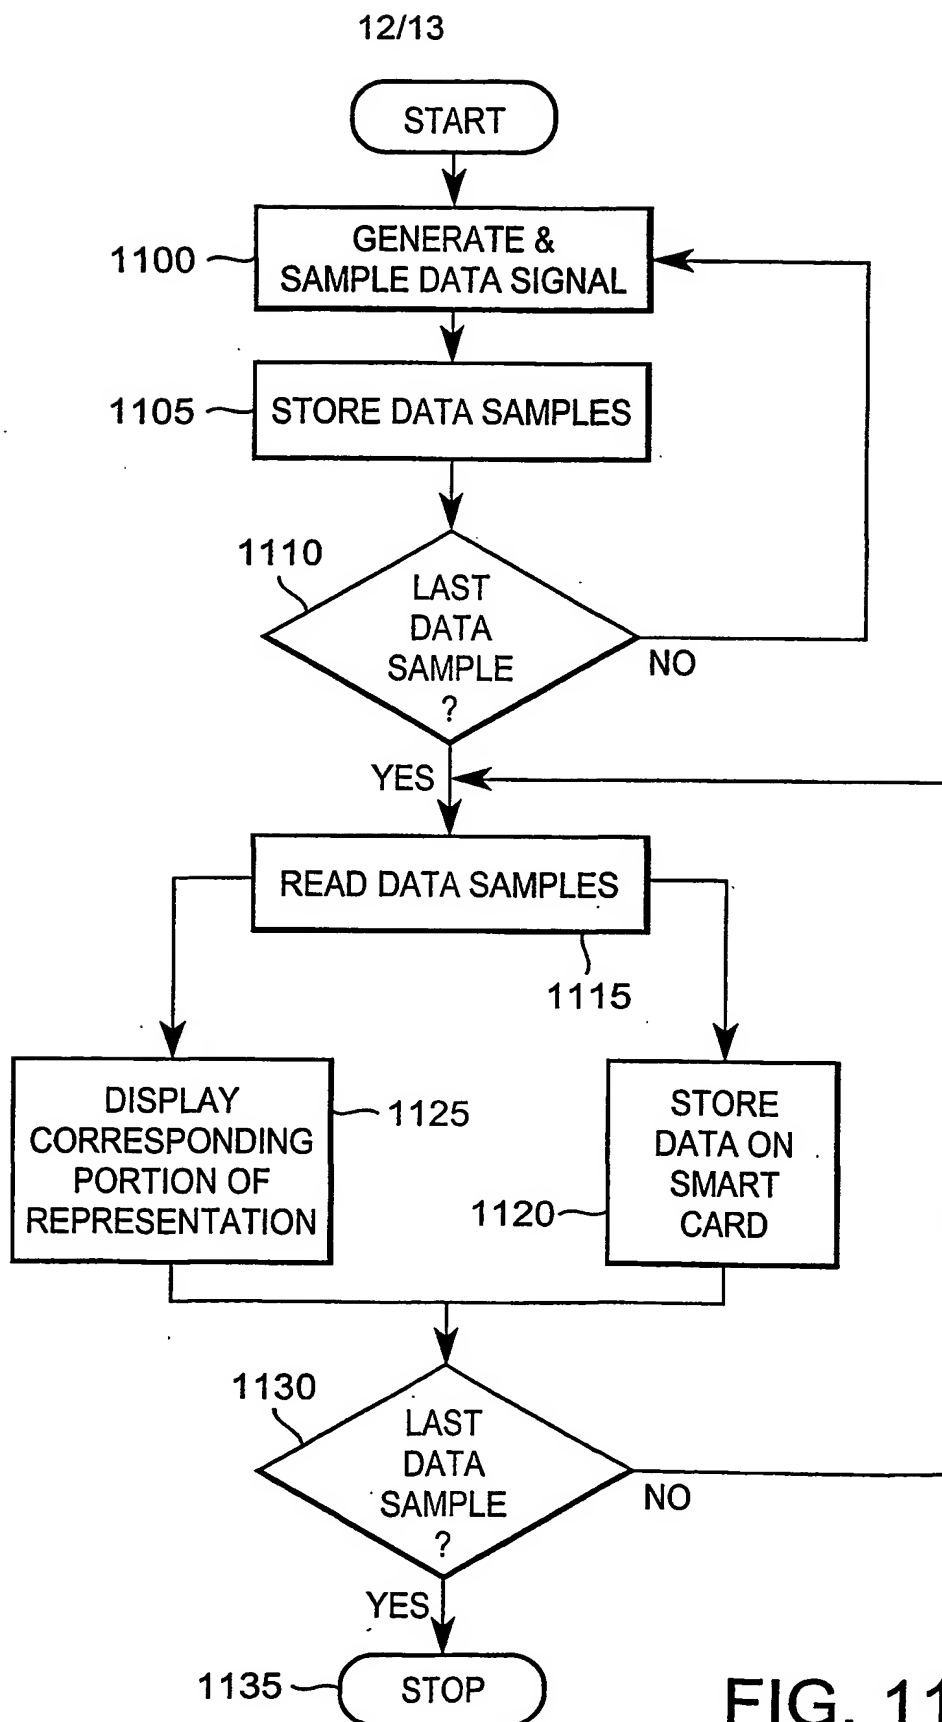 12/13
START
1100
GENERATE &
SAMPLE DATA SIGNAL
1105
STORE DATA SAMPLES
1110
LAST
DATA
SAMPLE
?
NO
YES
READ DATA SAMPLES
1115
DISPLAY
CORRESPONDING
PORTION OF
REPRESENTATION
1125
STORE
DATA ON
SMART
CARD
1120
1130
LAST
DATA
SAMPLE
?
NO
YES
1135
STOP
FIG. 11